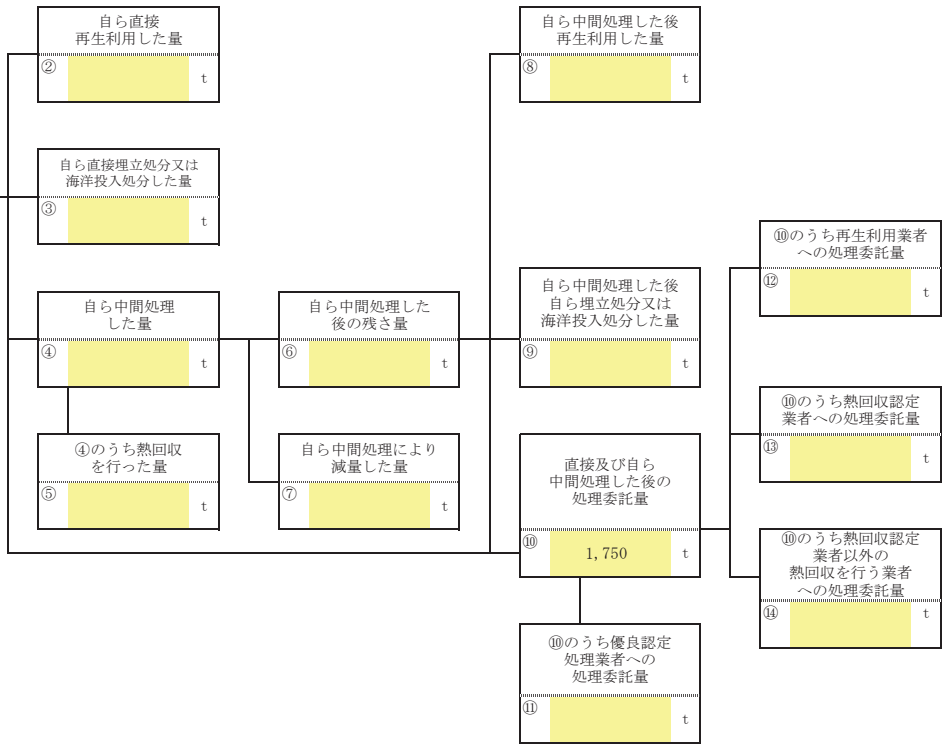 自ら直接
再生利用した量
② t
自ら直接埋立処分又は
海洋投入処分した量
③ t
自ら中間処理
した量
④ t
④のうち熱回収
を行った量
⑤ t
自ら中間処理した
後の残さ量
⑥ t
自ら中間処理により
減量した量
⑦ t
自ら中間処理した後
再生利用した量
⑧ t
自ら中間処理した後
自ら埋立処分又は
海洋投入処分した量
⑨ t
直接及び自ら
中間処理した後の
処理委託量
⑩ 1,750 t
⑩のうち優良認定
処理業者への
処理委託量
⑪ t
⑩のうち再生利用業者
への処理委託量
⑫ t
⑩のうち熱回収認定
業者への処理委託量
⑬ t
⑩のうち熱回収認定
業者以外の
熱回収を行う業者
への処理委託量
⑭ t